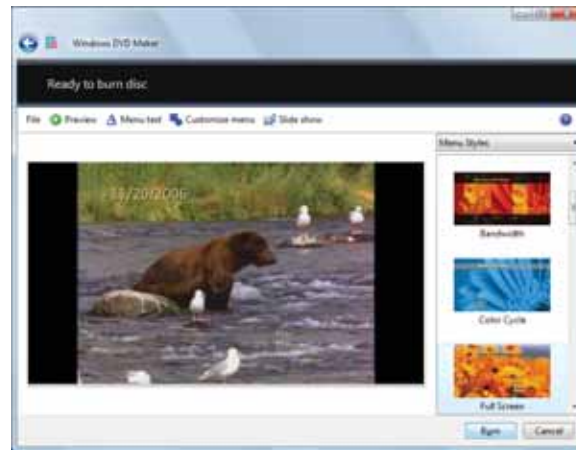 Windows DVD Maker
Ready to burn disc
File Preview Menu text Customize menu Slide show
Menu Styles
11/20/2006
Bandwidth
Color Cycle
Full Screen
Burn Cancel